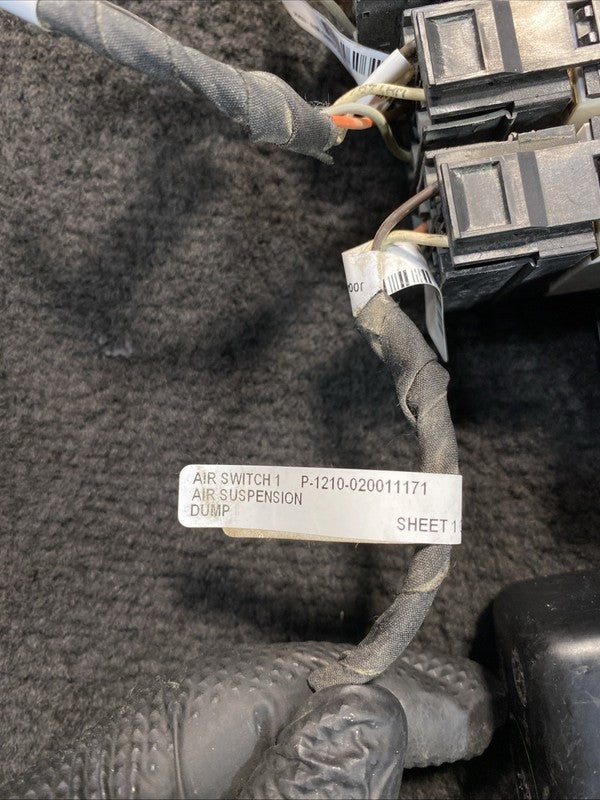 AIR SWITCH 1 P-1210-020011171
AIR SUSPENSION
DUMP
SHEET 1